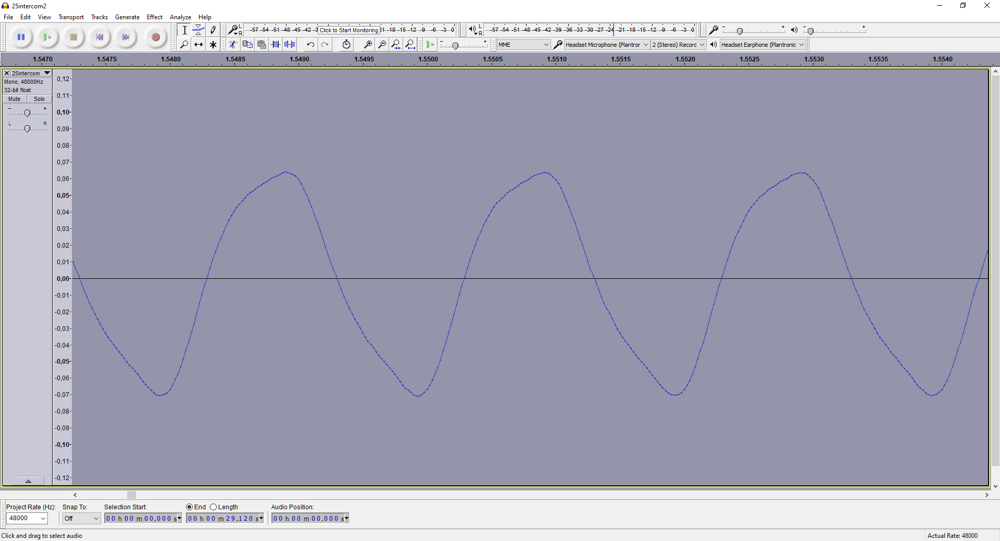 25intercom2
File Edit View Transport Tracks Generate Effect Analyze Help
L R -57 -54 -51 -48 -45 -42 Click to Start Monitoring -18 -15 -12 -9 -6 -3 0
L R -57 -54 -51 -48 -45 -42 -39 -36 -33 -30 -27 -24 -21 -18 -15 -12 -9 -6 -3 0
- + - +
- + MME Headset Microphone (Plantror 2 (Stereo) Record Headset Earphone (Plantronic
1.5470 1.5475 1.5480 1.5485 1.5490 1.5495 1.5500 1.5505 1.5510 1.5515 1.5520 1.5525 1.5530 1.5535 1.5540
25intercom
Mono, 48000Hz
32-bit float
Mute Solo
- +
L R
0,12
0,11
0,10
0,09
0,08
0,07
0,06
0,05
0,04
0,03
0,02
0,01
0,00
-0,01
-0,02
-0,03
-0,04
-0,05
-0,06
-0,07
-0,08
-0,09
-0,10
-0,11
-0,12
Project Rate (Hz): Snap To: Selection Start: End Length Audio Position:
48000 Off 00 h 00 m 00.000 s 00 h 00 m 29.120 s 00 h 00 m 00.000 s
Click and drag to select audio Actual Rate: 48000